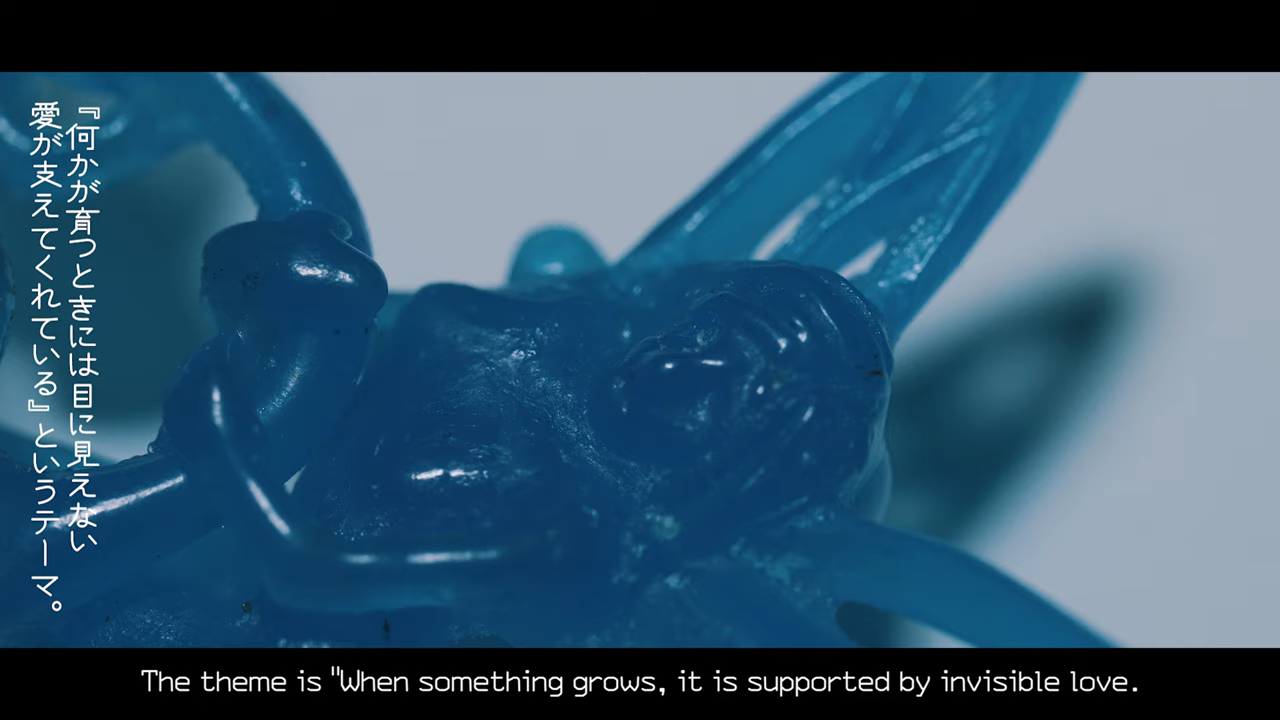 『何かが育つときには目に見えない
愛が支えてくれている』というテーマ。
The theme is "When something grows, it is supported by invisible love.